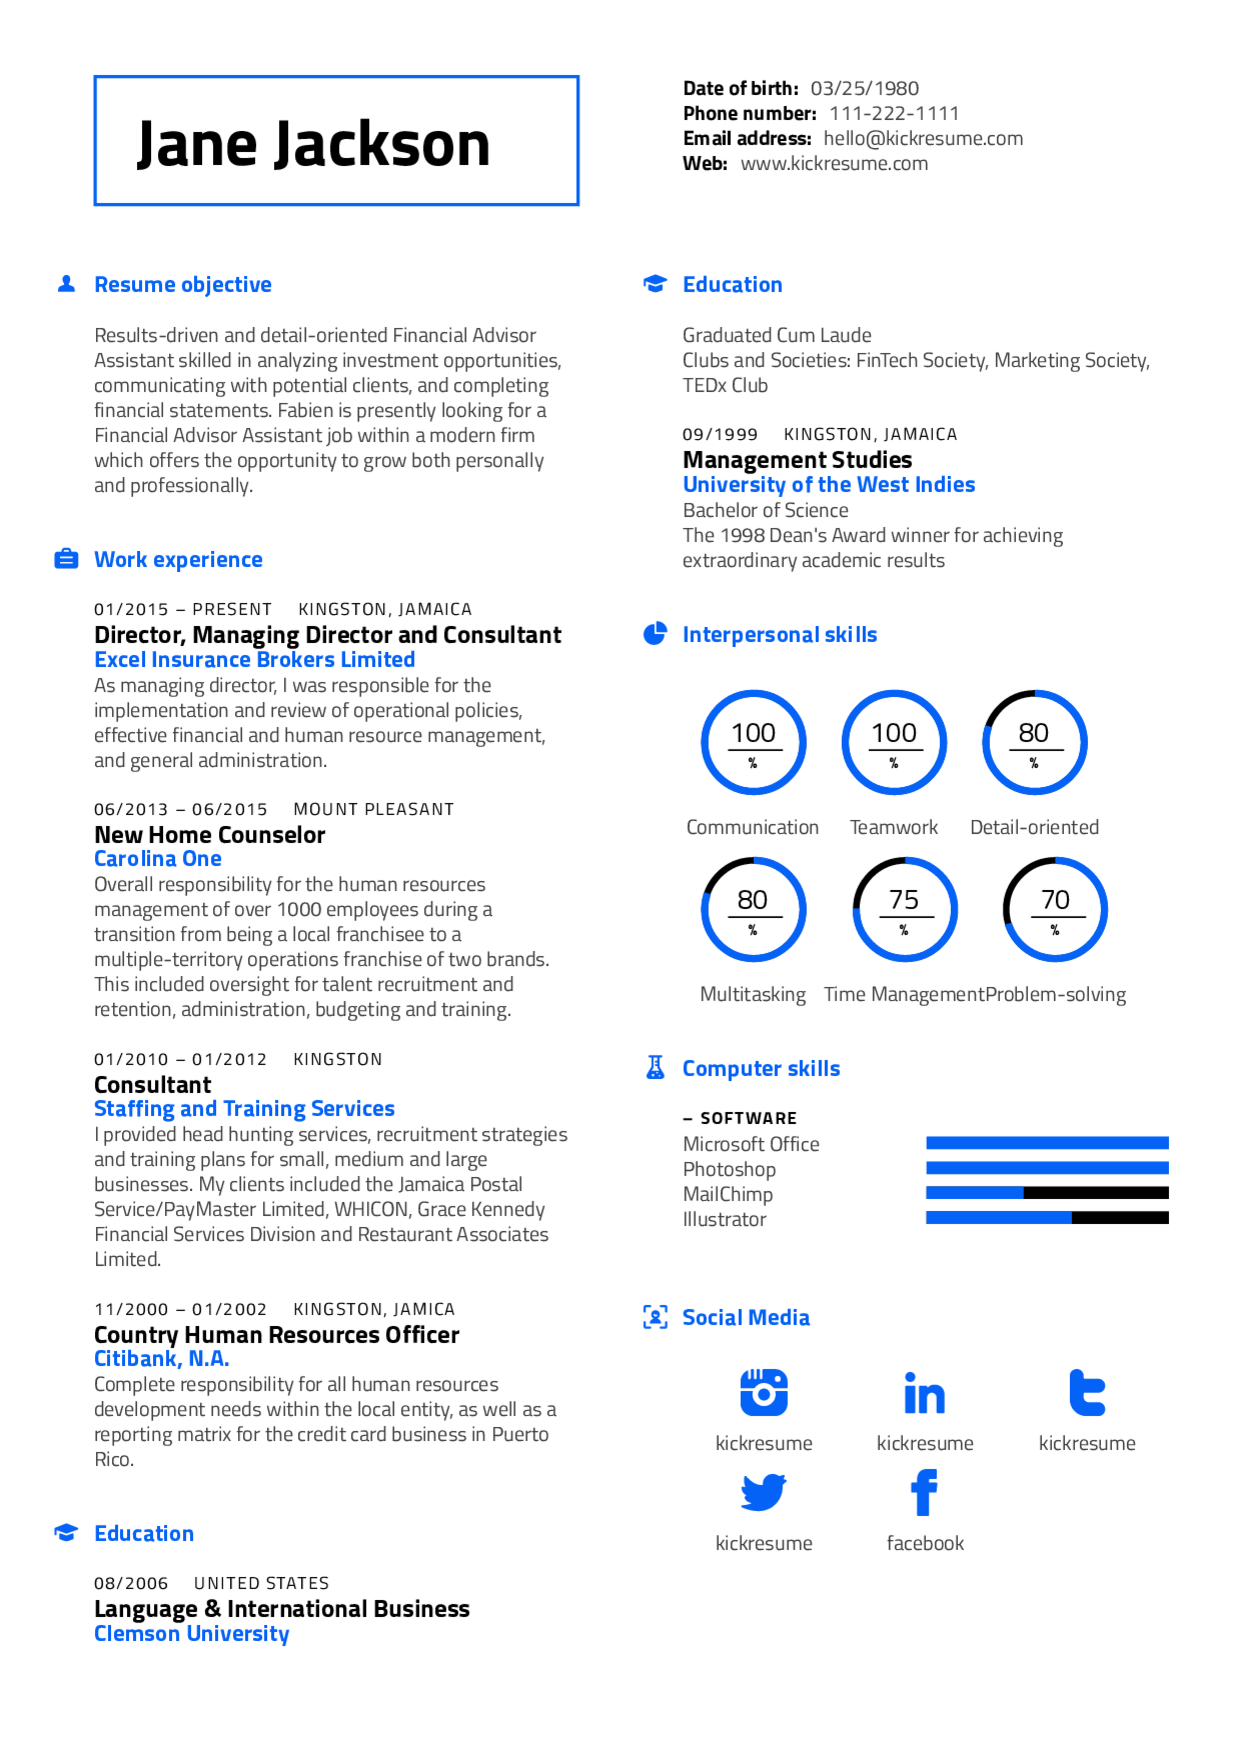 Jane Jackson
Date of birth: 03/25/1980
Phone number: 111-222-1111
Email address: hello@kickresume.com
Web: www.kickresume.com
Resume objective
Results-driven and detail-oriented Financial Advisor
Assistant skilled in analyzing investment opportunities,
communicating with potential clients, and completing
financial statements. Fabien is presently looking for a
Financial Advisor Assistant job within a modern firm
which offers the opportunity to grow both personally
and professionally.
Work experience
01/2015 – PRESENT KINGSTON, JAMAICA
Director, Managing Director and Consultant
Excel Insurance Brokers Limited
As managing director, I was responsible for the
implementation and review of operational policies,
effective financial and human resource management,
and general administration.
06/2013 – 06/2015 MOUNT PLEASANT
New Home Counselor
Carolina One
Overall responsibility for the human resources
management of over 1000 employees during a
transition from being a local franchisee to a
multiple-territory operations franchise of two brands.
This included oversight for talent recruitment and
retention, administration, budgeting and training.
01/2010 – 01/2012 KINGSTON
Consultant
Staffing and Training Services
I provided head hunting services, recruitment strategies
and training plans for small, medium and large
businesses. My clients included the Jamaica Postal
Service/PayMaster Limited, WHICON, Grace Kennedy
Financial Services Division and Restaurant Associates
Limited.
11/2000 – 01/2002 KINGSTON, JAMICA
Country Human Resources Officer
Citibank, N.A.
Complete responsibility for all human resources
development needs within the local entity, as well as a
reporting matrix for the credit card business in Puerto
Rico.
Education
08/2006 UNITED STATES
Language & International Business
Clemson University
Education
Graduated Cum Laude
Clubs and Societies: FinTech Society, Marketing Society,
TEDx Club
09/1999 KINGSTON, JAMAICA
Management Studies
University of the West Indies
Bachelor of Science
The 1998 Dean's Award winner for achieving
extraordinary academic results
Interpersonal skills
100 100 80
% % %
Communication Teamwork Detail-oriented
80 75 70
% % %
Multitasking Time Management Problem-solving
Computer skills
– SOFTWARE
Microsoft Office
Photoshop
MailChimp
Illustrator
Social Media
kickresume kickresume kickresume
kickresume facebook